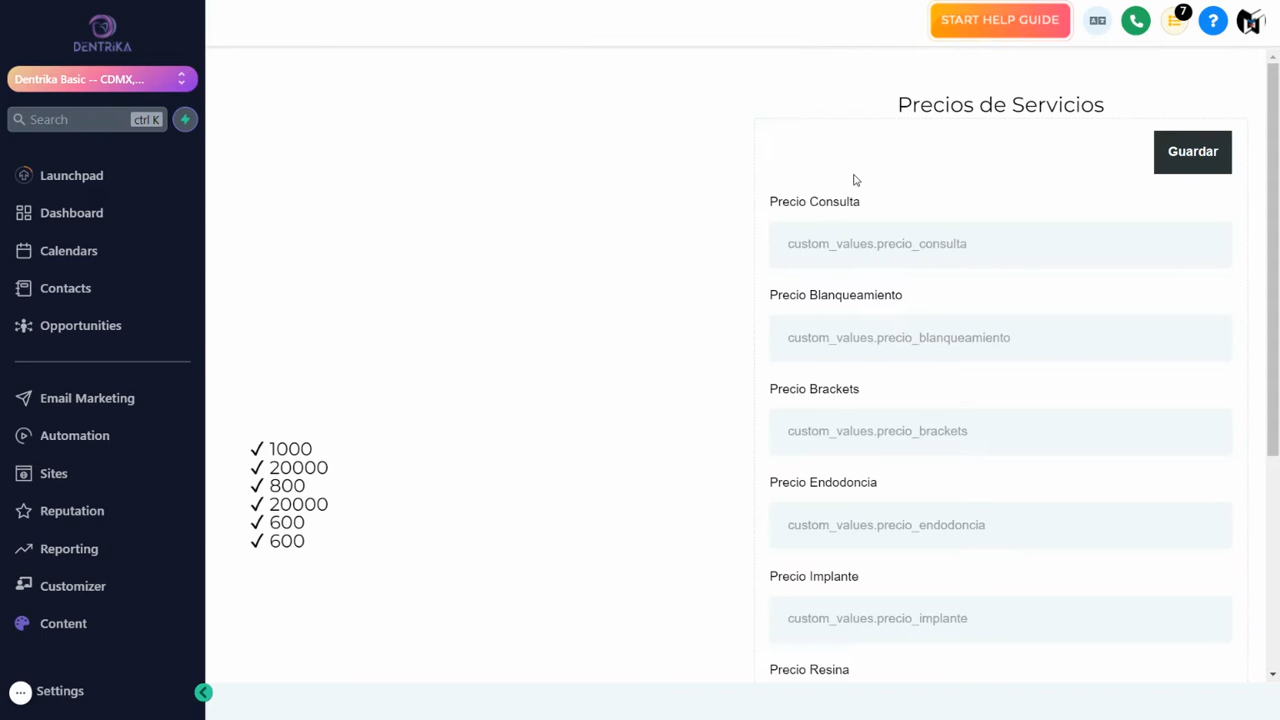 DENTRIKA
Dentrika Basic -- CDMX,...
Search ctrl K
Launchpad
Dashboard
Calendars
Contacts
Opportunities
Email Marketing
Automation
Sites
Reputation
Reporting
Customizer
Content
Settings
START HELP GUIDE
7
?
✓ 1000
✓ 20000
✓ 800
✓ 20000
✓ 600
✓ 600
Precios de Servicios
Guardar
Precio Consulta
custom_values.precio_consulta
Precio Blanqueamiento
custom_values.precio_blanqueamiento
Precio Brackets
custom_values.precio_brackets
Precio Endodoncia
custom_values.precio_endodoncia
Precio Implante
custom_values.precio_implante
Precio Resina